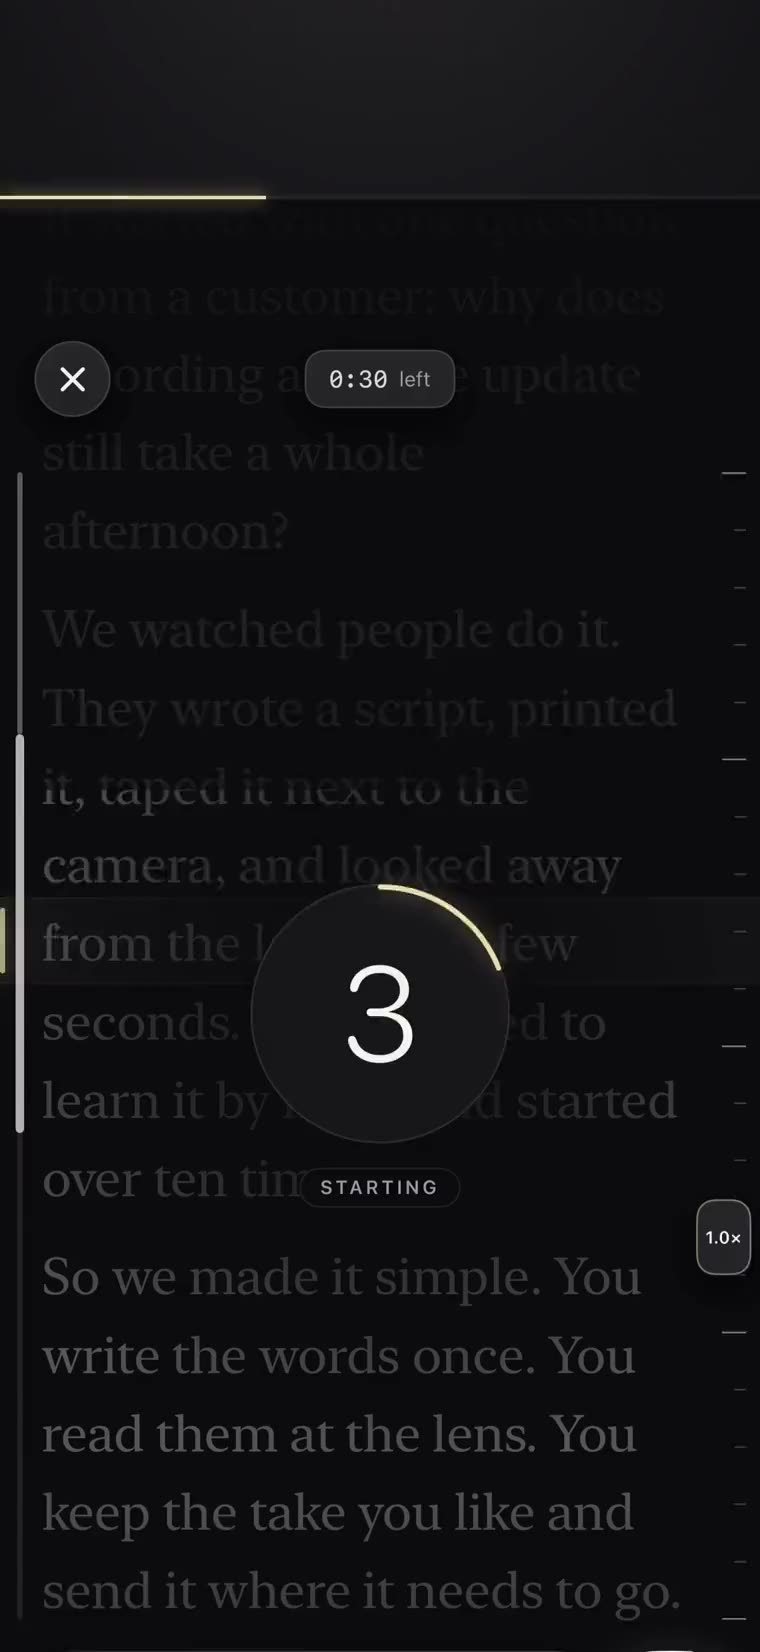 from a customer: why does
ording a update
0:30 left
still take a whole
afternoon?
We watched people do it.
They wrote a script, printed
it, taped it next to the
camera, and looked away
from the few
3
seconds. to
learn it by started
over ten
STARTING
1.0×
So we made it simple. You
write the words once. You
read them at the lens. You
keep the take you like and
send it where it needs to go.